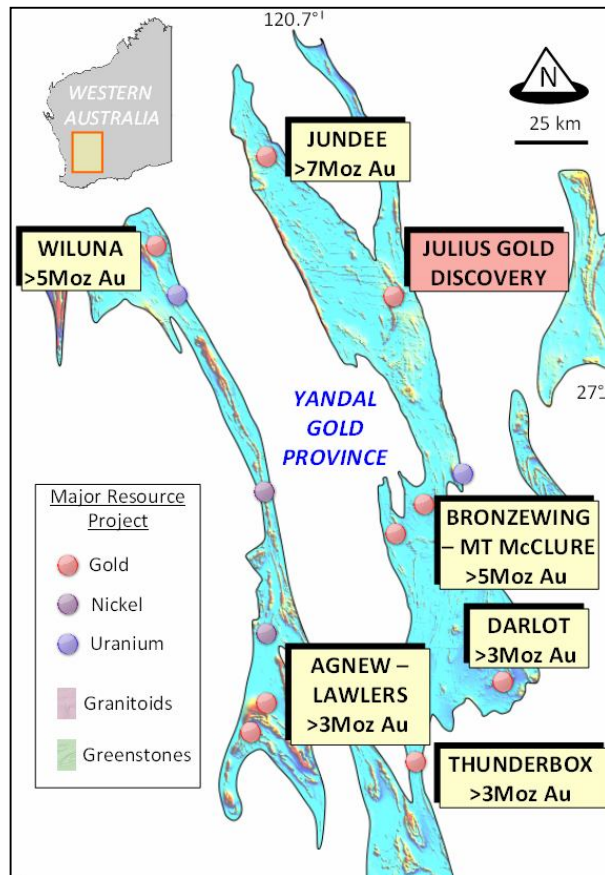 120.7°
WESTERN
AUSTRALIA
N
25 km
JUNDEE
>7Moz Au
WILUNA
>5Moz Au
JULIUS GOLD
DISCOVERY
27°
YANDAL
GOLD
PROVINCE
Major Resource
Project
Gold
Nickel
Uranium
Granitoids
Greenstones
BRONZEWING
– MT McCLURE
>5Moz Au
DARLOT
>3Moz Au
AGNEW –
LAWLERS
>3Moz Au
THUNDERBOX
>3Moz Au